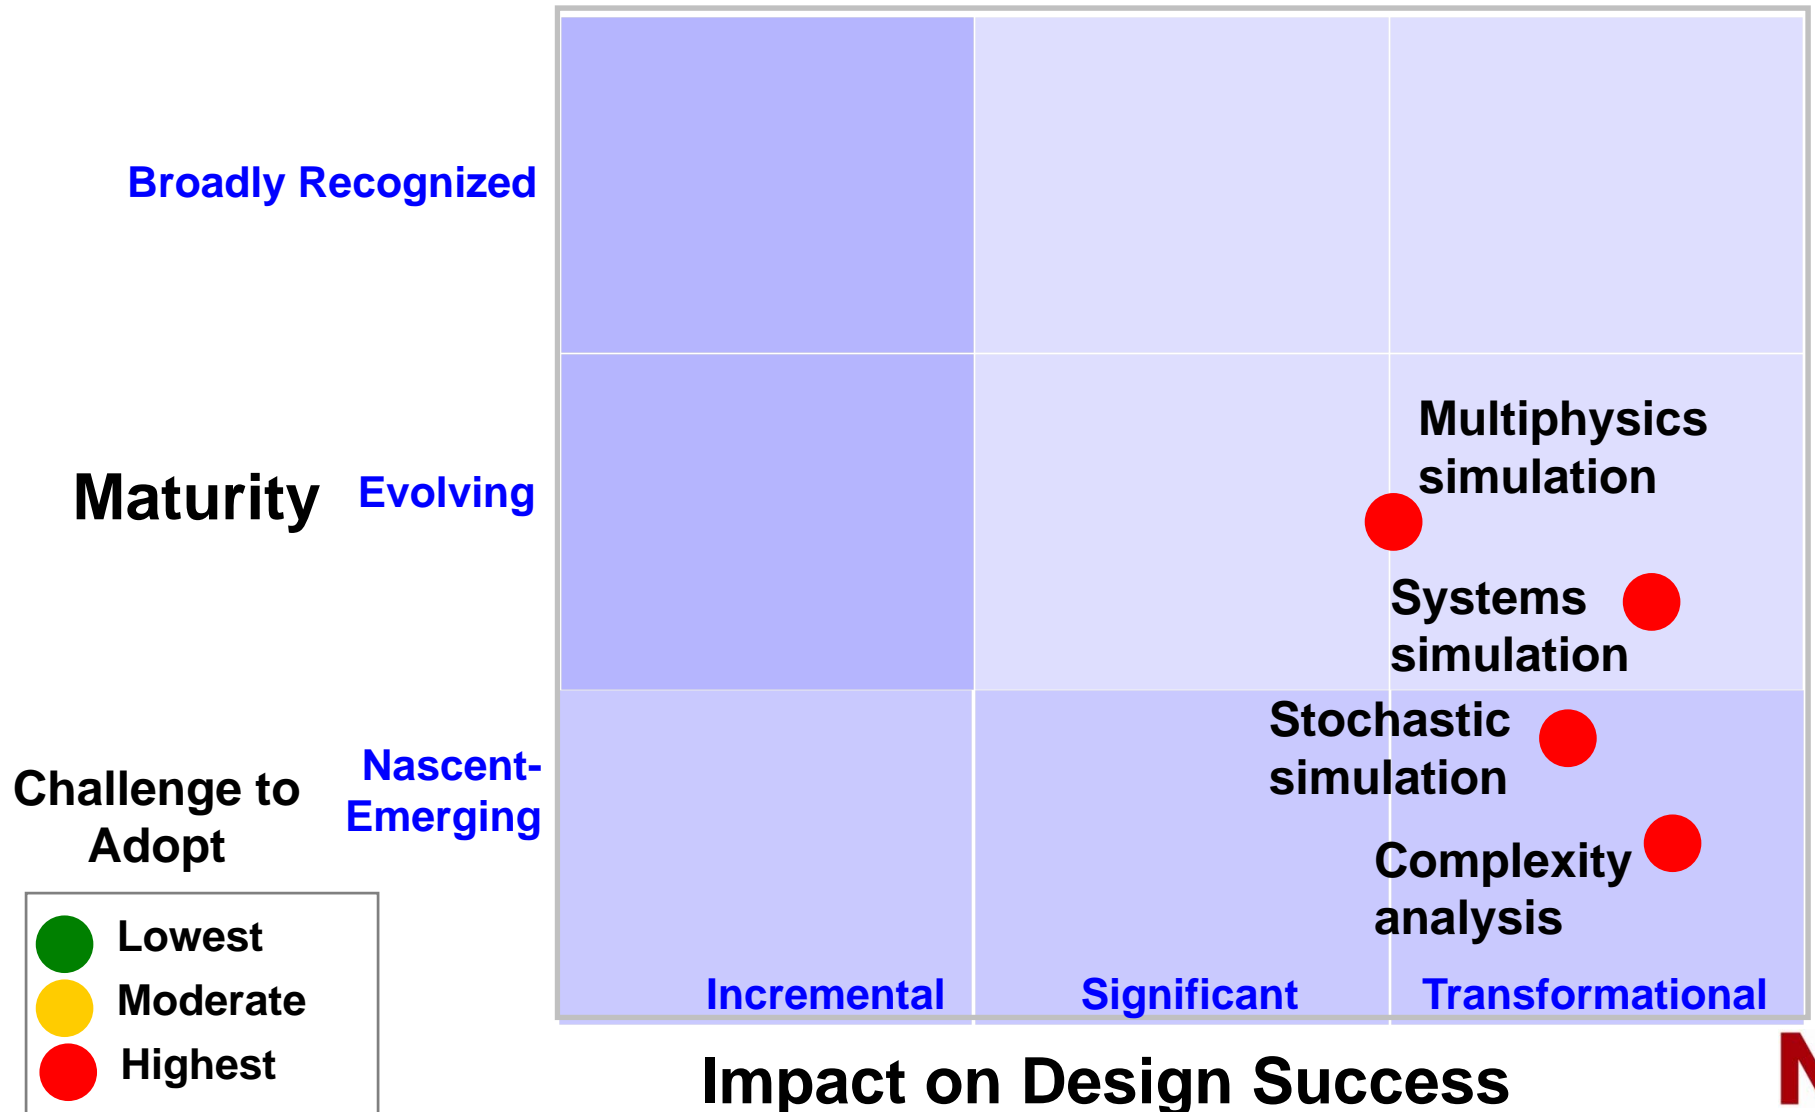 Broadly Recognized
Multiphysics
simulation
Maturity
Evolving
Systems
simulation
Stochastic
simulation
Nascent-
Emerging
Challenge to
Adopt
Complexity
analysis
Lowest
Moderate
Highest
Incremental
Significant
Transformational
Impact on Design Success